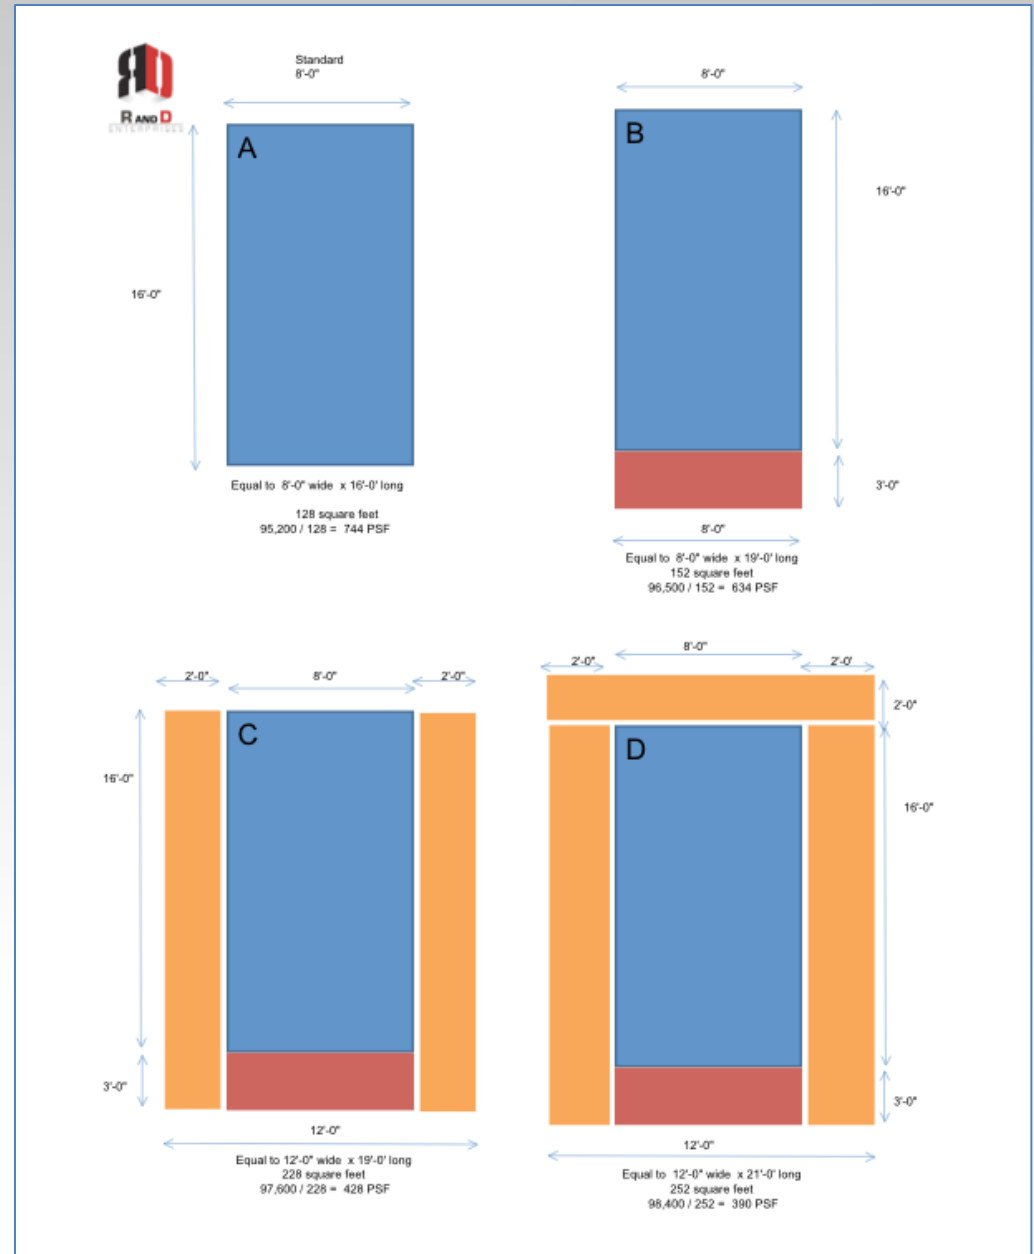 R AND D
ENTERPRISES
Standard
8'-0"
A
16'-0"
Equal to 8'-0" wide x 16'-0' long
128 square feet
95,200 / 128 = 744 PSF
8'-0"
B
16'-0"
3'-0"
8'-0"
Equal to 8'-0" wide x 19'-0' long
152 square feet
96,500 / 152 = 634 PSF
2'-0"
8'-0"
2'-0"
C
16'-0"
3'-0"
12'-0"
Equal to 12'-0" wide x 19'-0' long
228 square feet
97,600 / 228 = 428 PSF
2'-0"
8'-0"
2'-0'
2'-0"
D
16'-0"
3'-0"
12'-0"
Equal to 12'-0" wide x 21'-0' long
252 square feet
98,400 / 252 = 390 PSF